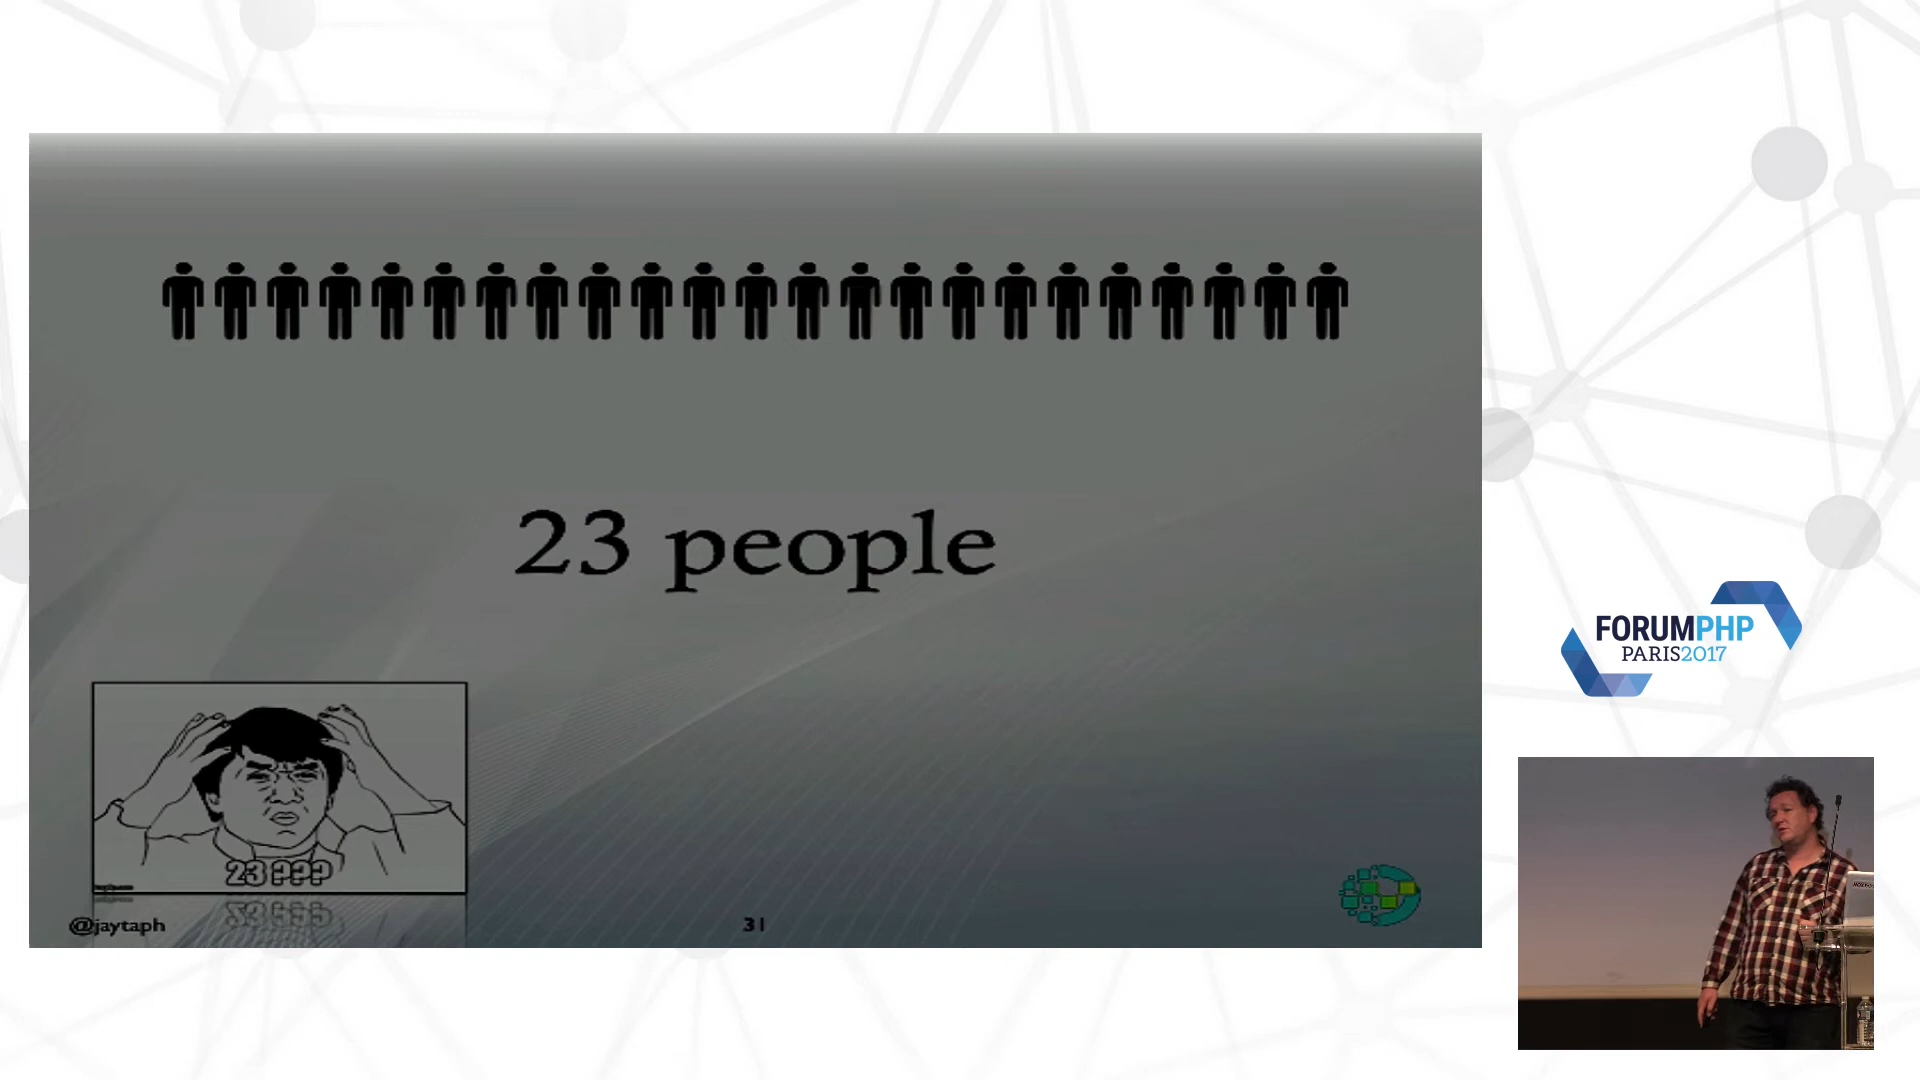 23 people
23 ???
@jaytaph
31
FORUMPHP
PARIS2017